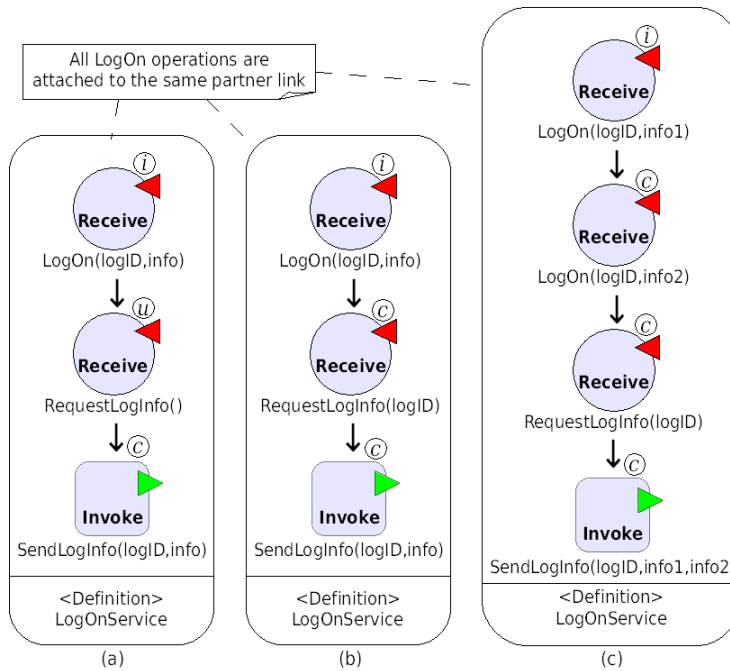 All LogOn operations are
attached to the same partner link
i
Receive
LogOn(logID,info)
u
Receive
RequestLogInfo()
c
Invoke
SendLogInfo(logID,info)
<Definition>
LogOnService
(a)
i
Receive
LogOn(logID,info)
c
Receive
RequestLogInfo(logID)
c
Invoke
SendLogInfo(logID,info)
<Definition>
LogOnService
(b)
i
Receive
LogOn(logID,info1)
c
Receive
LogOn(logID,info2)
c
Receive
RequestLogInfo(logID)
c
Invoke
SendLogInfo(logID,info1,info2
<Definition>
LogOnService
(c)